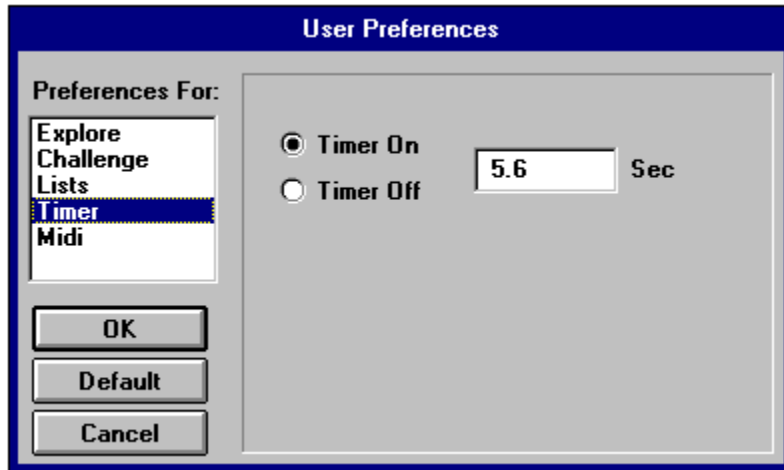 User Preferences
Preferences For:
Explore
Challenge
Lists
Timer
Midi
OK
Default
Cancel
Timer On
Timer Off
5.6 Sec